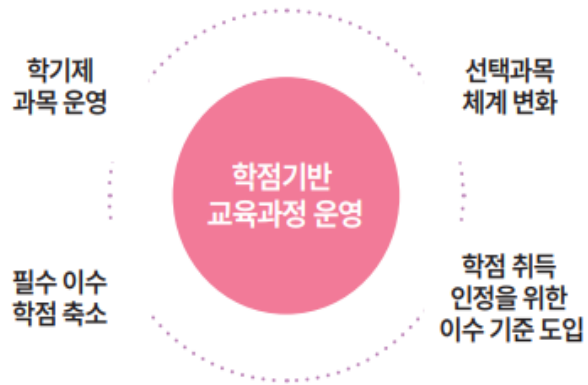 학기제
과목 운영
선택과목
체계 변화
학점기반
교육과정 운영
필수 이수
학점 축소
학점 취득
인정을 위한
이수 기준 도입